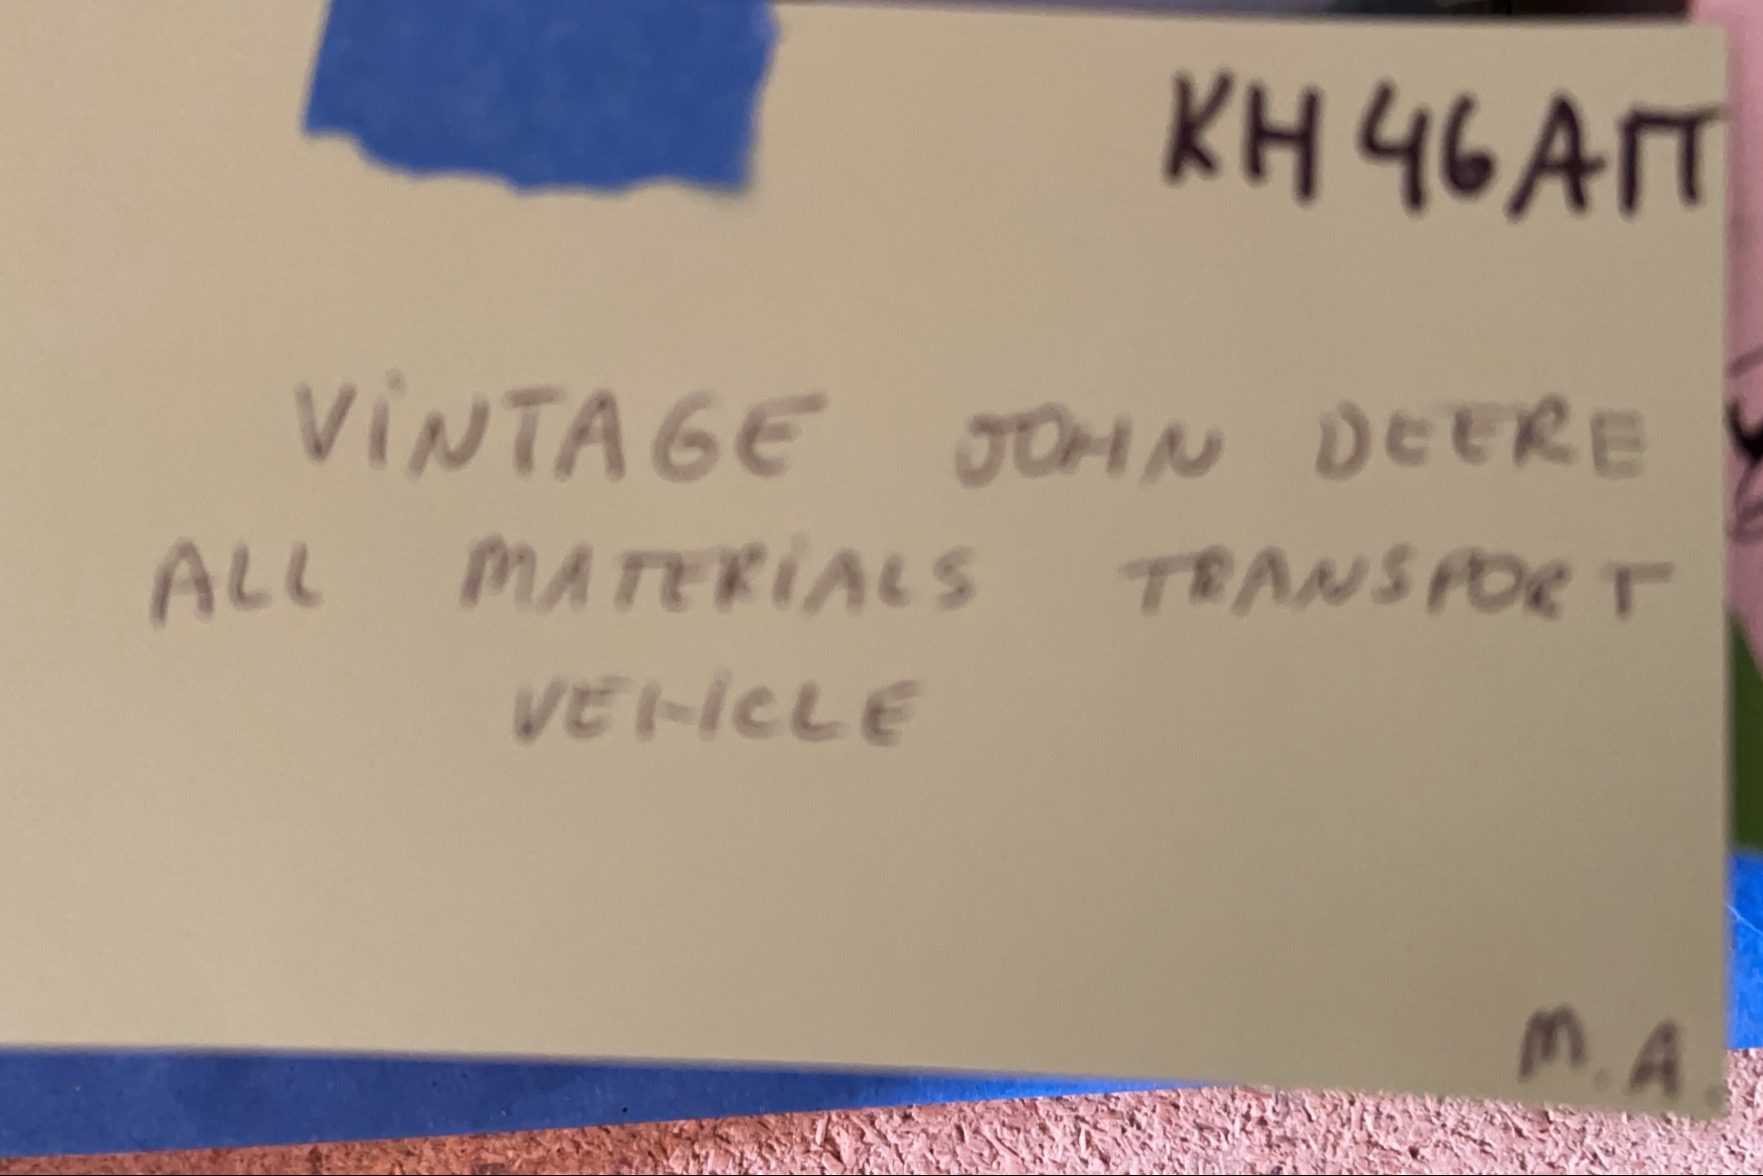 KH46AΠ
ViNTAGE JOHN DEERE
ALL MATERiALS TRANSPORT
VEHiCLE
M.A.